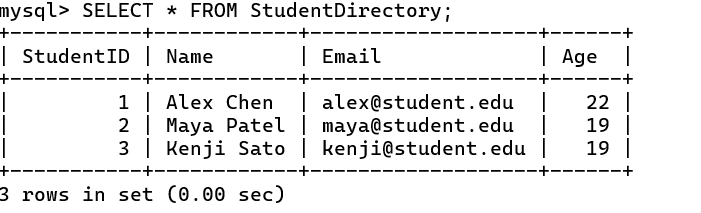 mysql> SELECT * FROM StudentDirectory;
+-----------+------------+-------------------+------+
| StudentID | Name       | Email             | Age  |
+-----------+------------+-------------------+------+
|         1 | Alex Chen  | alex@student.edu  |   22 |
|         2 | Maya Patel | maya@student.edu  |   19 |
|         3 | Kenji Sato | kenji@student.edu |   19 |
+-----------+------------+-------------------+------+
3 rows in set (0.00 sec)